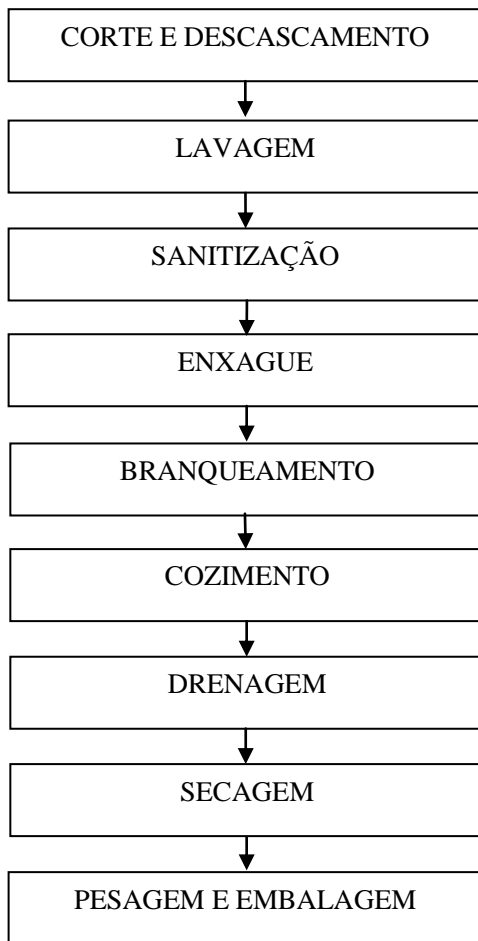 CORTE E DESCASCAMENTO
LAVAGEM
SANITIZAÇÃO
ENXAGUE
BRANQUEAMENTO
COZIMENTO
DRENAGEM
SECAGEM
PESAGEM E EMBALAGEM